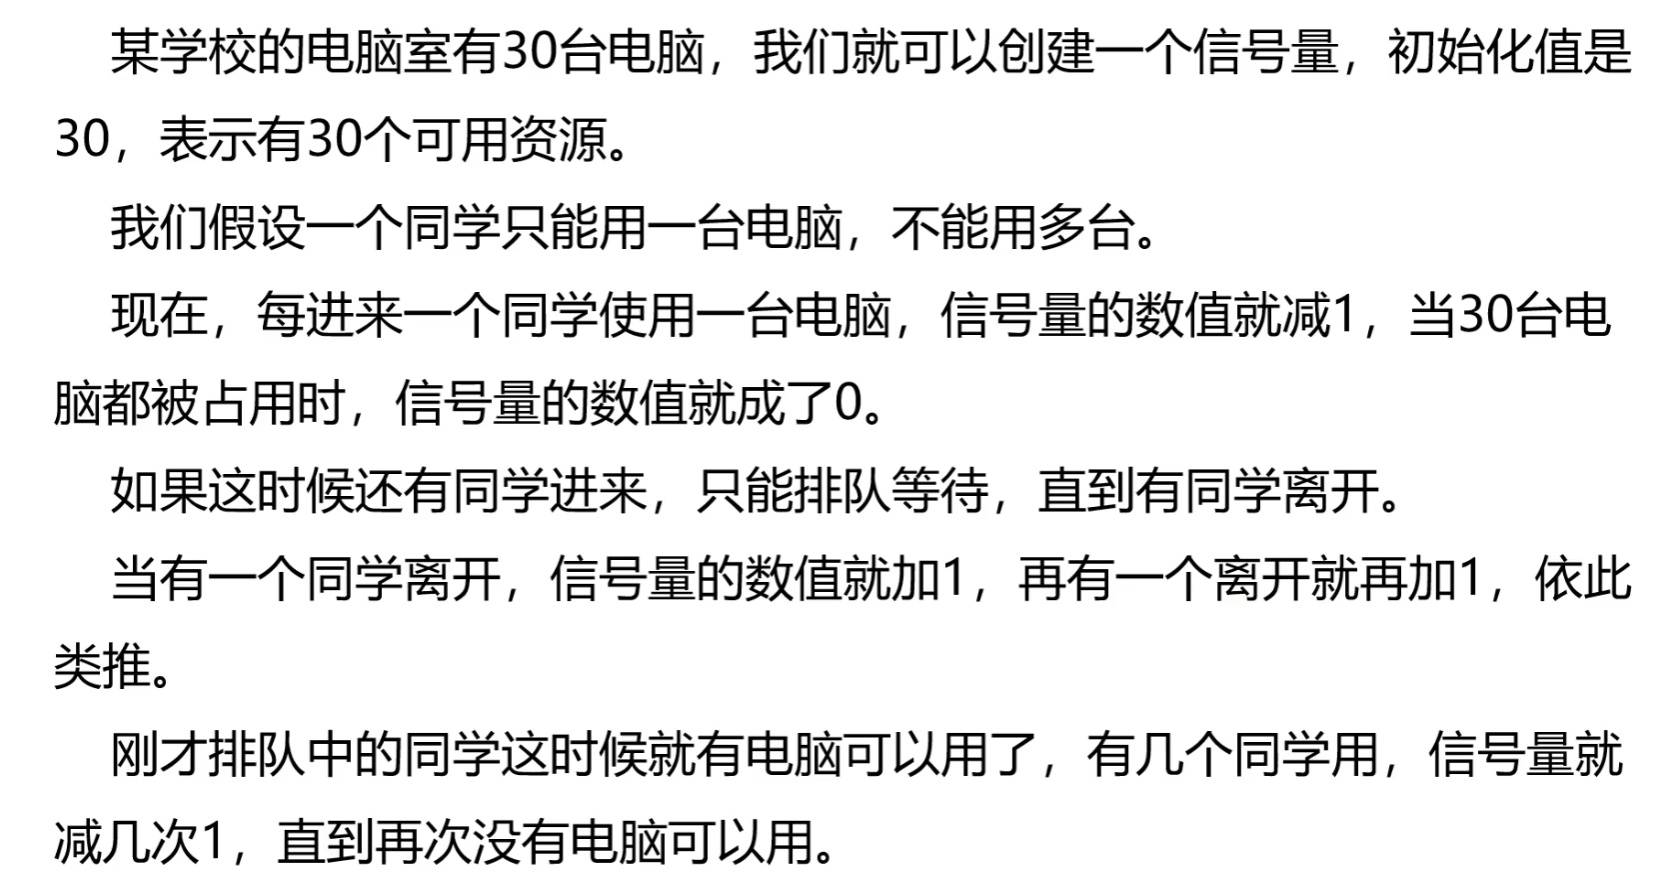 某学校的电脑室有30台电脑，我们就可以创建一个信号量，初始化值是
30，表示有30个可用资源。
我们假设一个同学只能用一台电脑，不能用多台。
现在，每进来一个同学使用一台电脑，信号量的数值就减1，当30台电
脑都被占用时，信号量的数值就成了0。
如果这时候还有同学进来，只能排队等待，直到有同学离开。
当有一个同学离开，信号量的数值就加1，再有一个离开就再加1，依此
类推。
刚才排队中的同学这时候就有电脑可以用了，有几个同学用，信号量就
减几次1，直到再次没有电脑可以用。